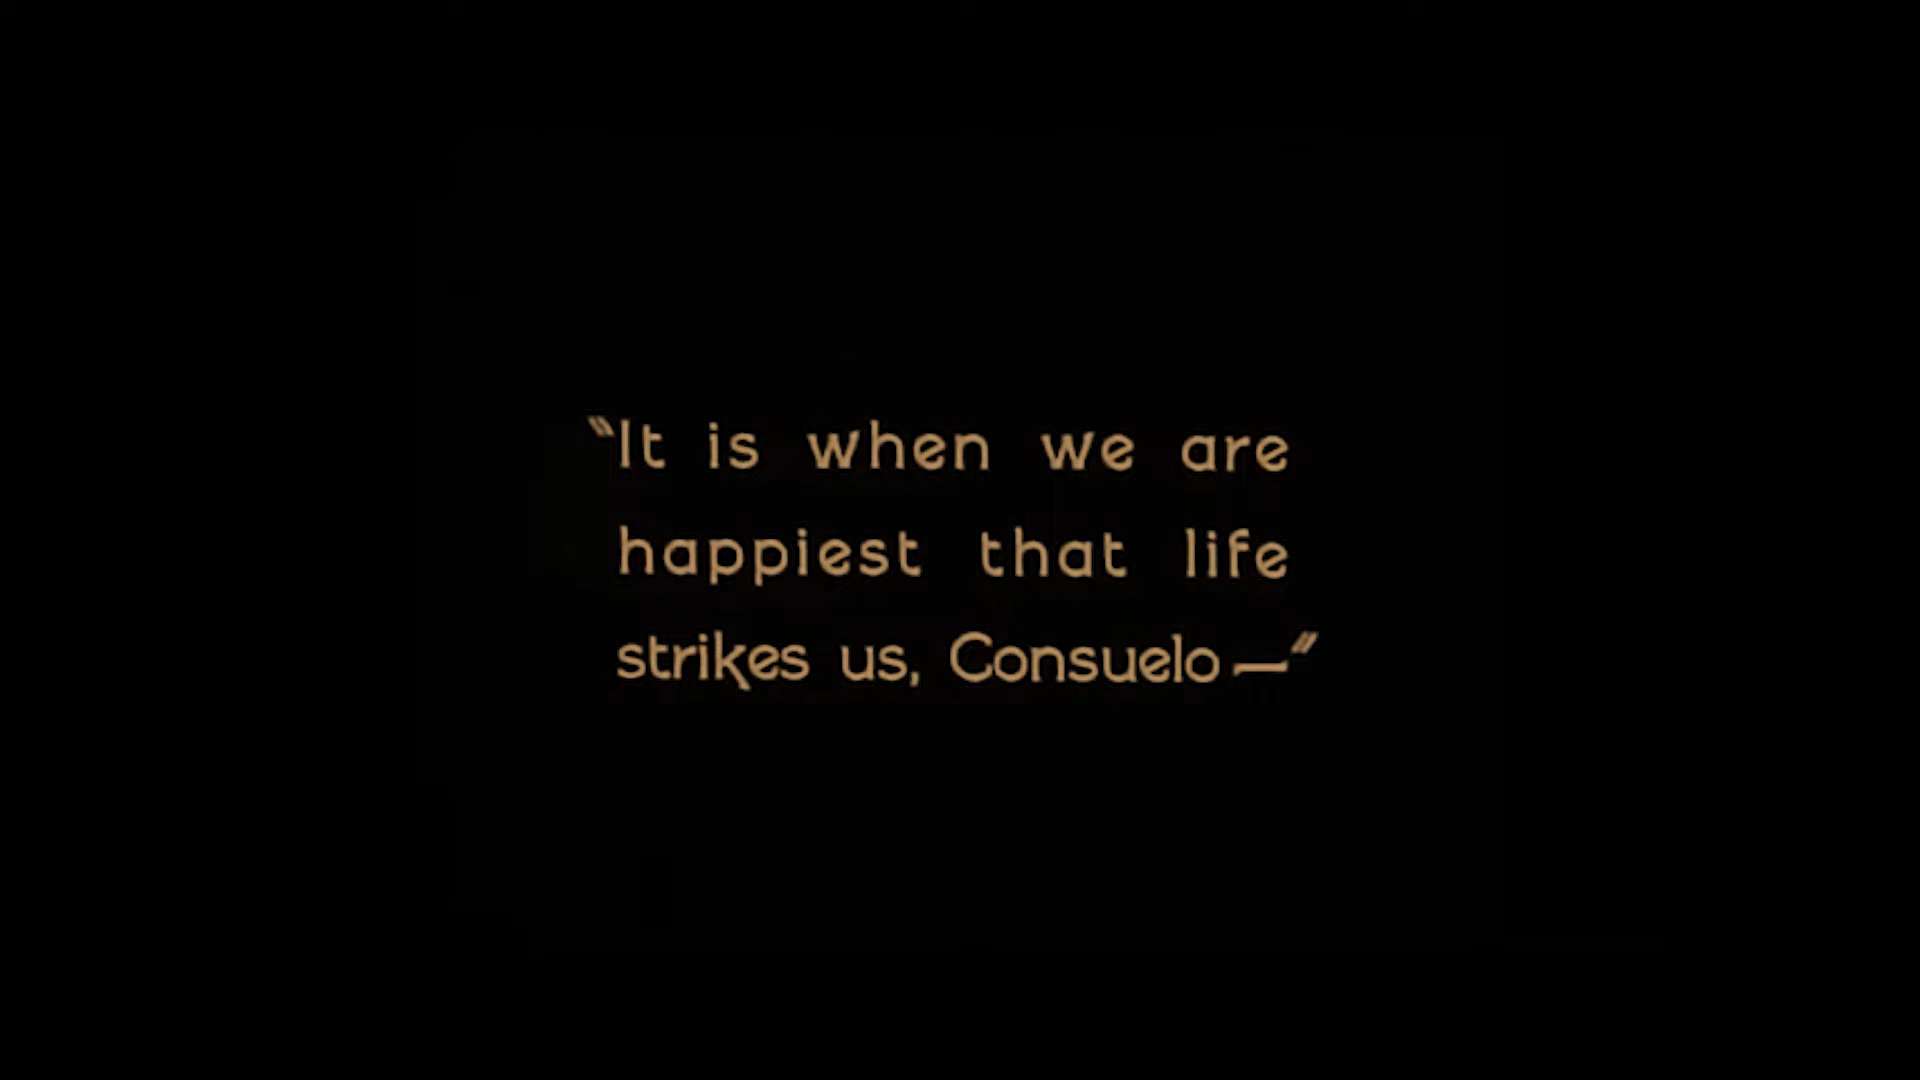 "It is when we are
happiest that life
strikes us, Consuelo—"